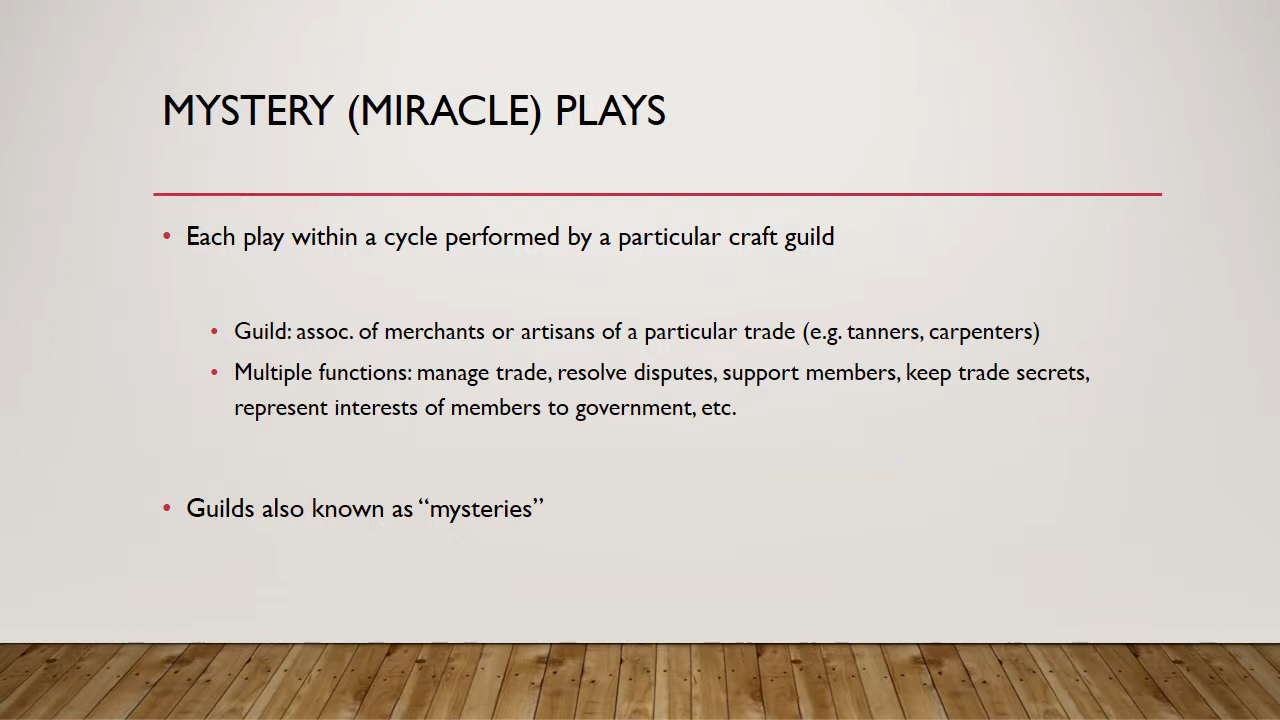 MYSTERY (MIRACLE) PLAYS
• Each play within a cycle performed by a particular craft guild
• Guild: assoc. of merchants or artisans of a particular trade (e.g. tanners, carpenters)
• Multiple functions: manage trade, resolve disputes, support members, keep trade secrets,
represent interests of members to government, etc.
• Guilds also known as “mysteries”